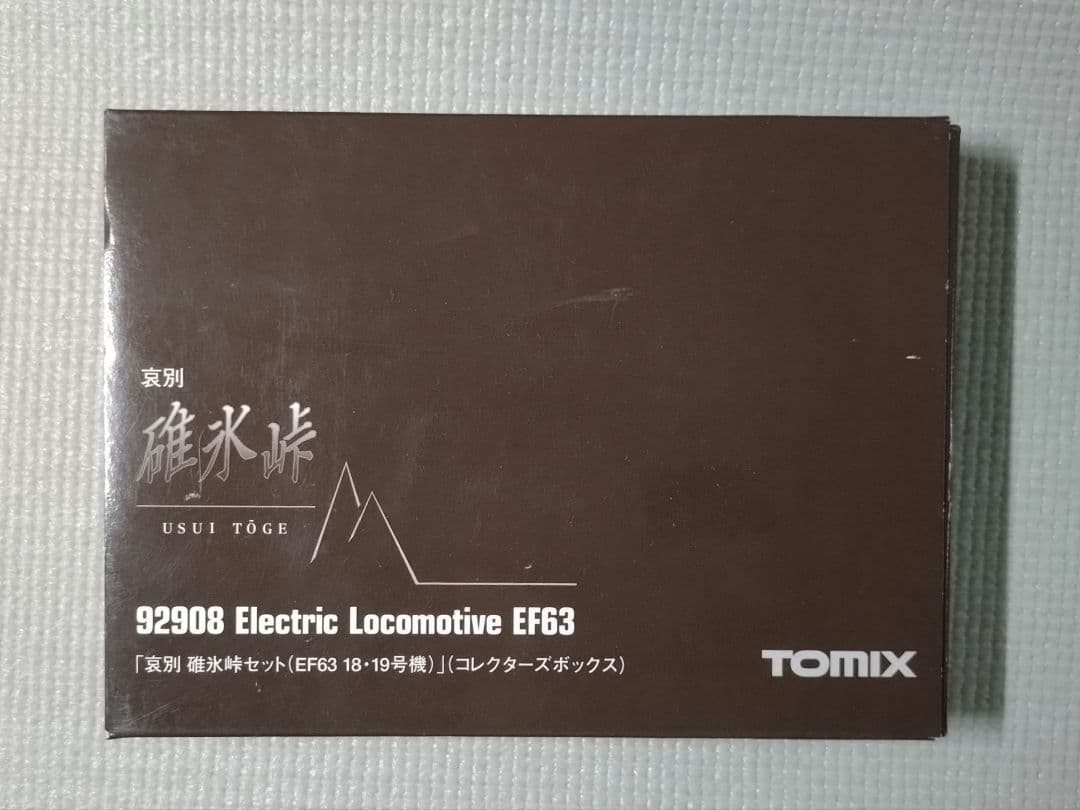 哀別
碓氷峠
USUI TŌGE
92908 Electric Locomotive EF63
「哀別 碓氷峠セット(EF63 18・19号機)」(コレクターズボックス)
TOMIX